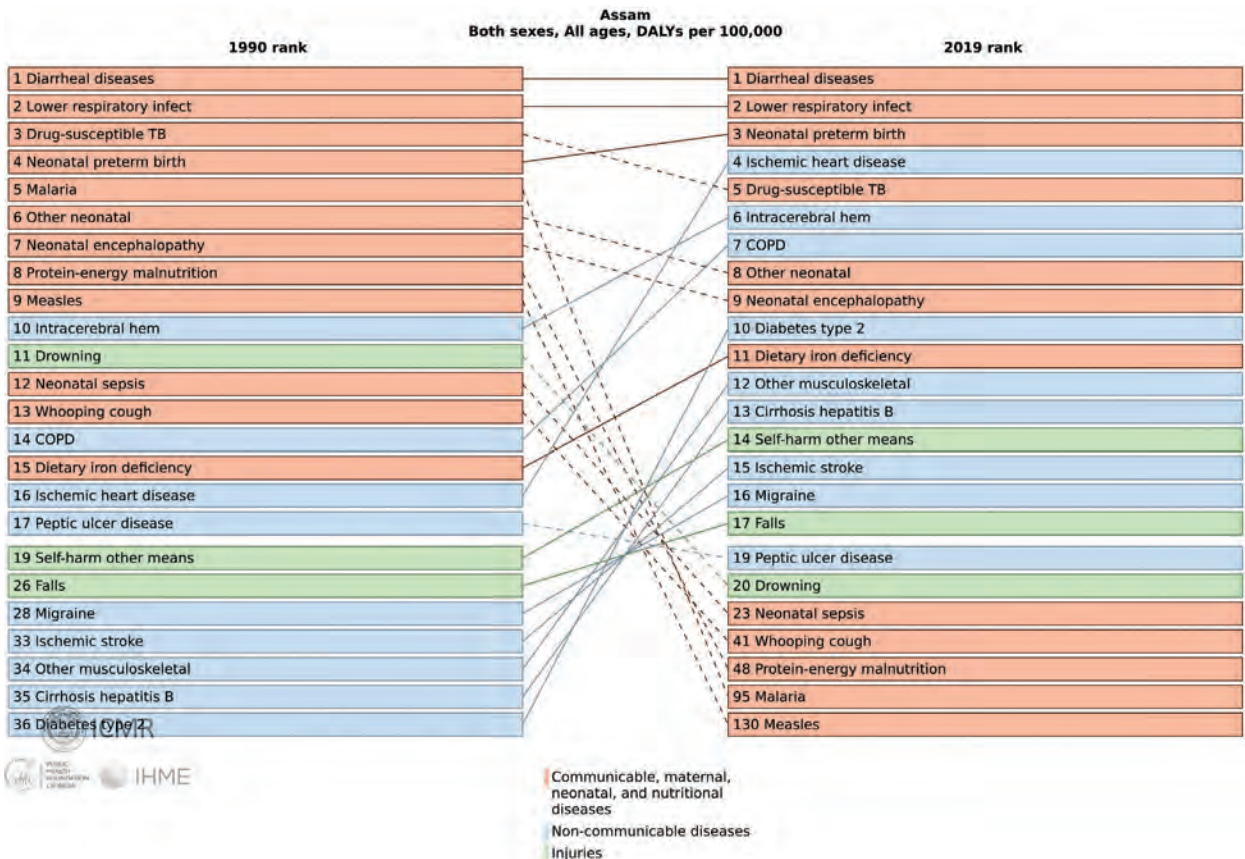 Assam
Both sexes, All ages, DALYs per 100,000
1990 rank
1 Diarrheal diseases
2 Lower respiratory infect
3 Drug-susceptible TB
4 Neonatal preterm birth
5 Malaria
6 Other neonatal
7 Neonatal encephalopathy
8 Protein-energy malnutrition
9 Measles
10 Intracerebral hem
11 Drowning
12 Neonatal sepsis
13 Whooping cough
14 COPD
15 Dietary iron deficiency
16 Ischemic heart disease
17 Peptic ulcer disease
19 Self-harm other means
26 Falls
28 Migraine
33 Ischemic stroke
34 Other musculoskeletal
35 Cirrhosis hepatitis B
36 Diabetes type 2
2019 rank
1 Diarrheal diseases
2 Lower respiratory infect
3 Neonatal preterm birth
4 Ischemic heart disease
5 Drug-susceptible TB
6 Intracerebral hem
7 COPD
8 Other neonatal
9 Neonatal encephalopathy
10 Diabetes type 2
11 Dietary iron deficiency
12 Other musculoskeletal
13 Cirrhosis hepatitis B
14 Self-harm other means
15 Ischemic stroke
16 Migraine
17 Falls
19 Peptic ulcer disease
20 Drowning
23 Neonatal sepsis
41 Whooping cough
48 Protein-energy malnutrition
95 Malaria
130 Measles
ICMR
PUBLIC
HEALTH
FOUNDATION
OF INDIA
IHME
Communicable, maternal,
neonatal, and nutritional
diseases
Non-communicable diseases
Injuries